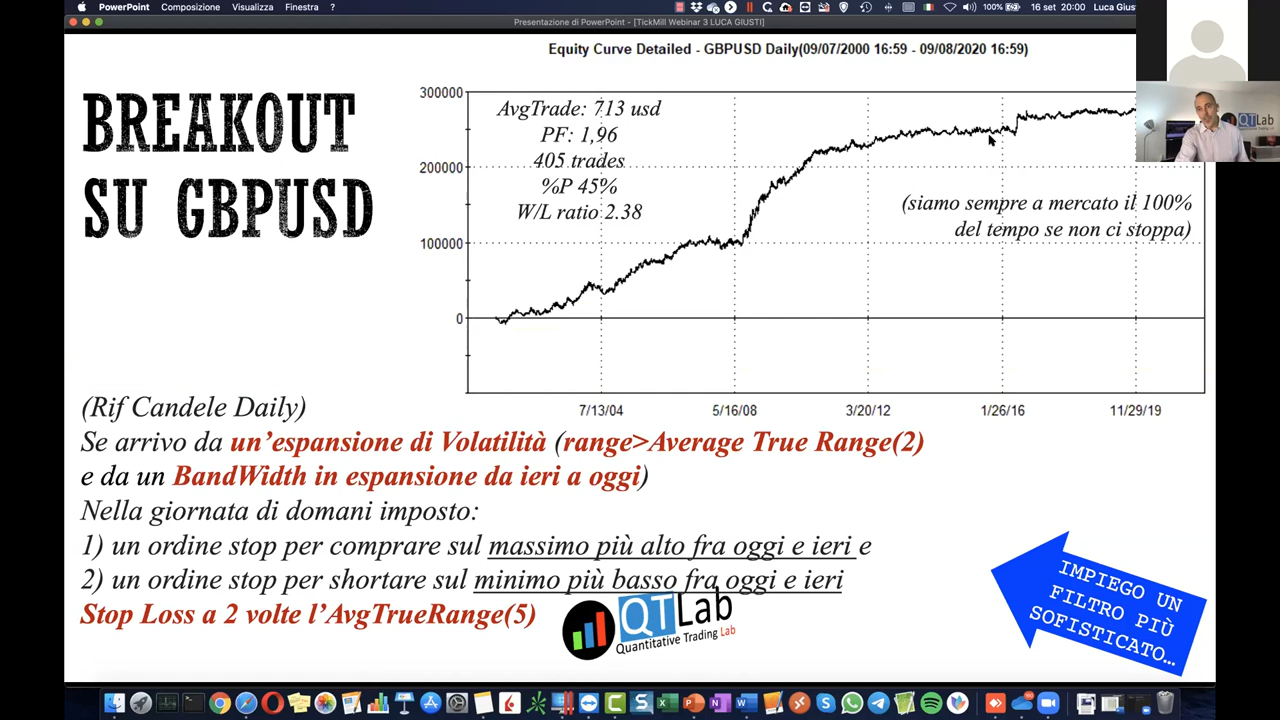 PowerPoint Composizione Visualizza Finestra 100% 16 set 20:00 Luca Gius
Presentazione di PowerPoint - [TickMill Webinar 3 LUCA GIUSTI]
Equity Curve Detailed - GBPUSD Daily(09/07/2000 16:59 - 09/08/2020 16:59)
BREAKOUT
SU GBPUSD
300000
200000
100000
0
AvgTrade: 713 usd
PF: 1,96
405 trades
%P 45%
W/L ratio 2.38
(siamo sempre a mercato il 100%
del tempo se non ci stoppa)
7/13/04 5/16/08 3/20/12 1/26/16 11/29/19
QTLab
(Rif Candele Daily)
Se arrivo da un'espansione di Volatilità (range>Average True Range(2)
e da un BandWidth in espansione da ieri a oggi)
Nella giornata di domani imposto:
1) un ordine stop per comprare sul massimo più alto fra oggi e ieri e
2) un ordine stop per shortare sul minimo più basso fra oggi e ieri
Stop Loss a 2 volte l'AvgTrueRange(5)
QTLab
Quantitative Trading Lab
IMPIEGO UN
FILTRO PIÙ
SOFISTICATO…